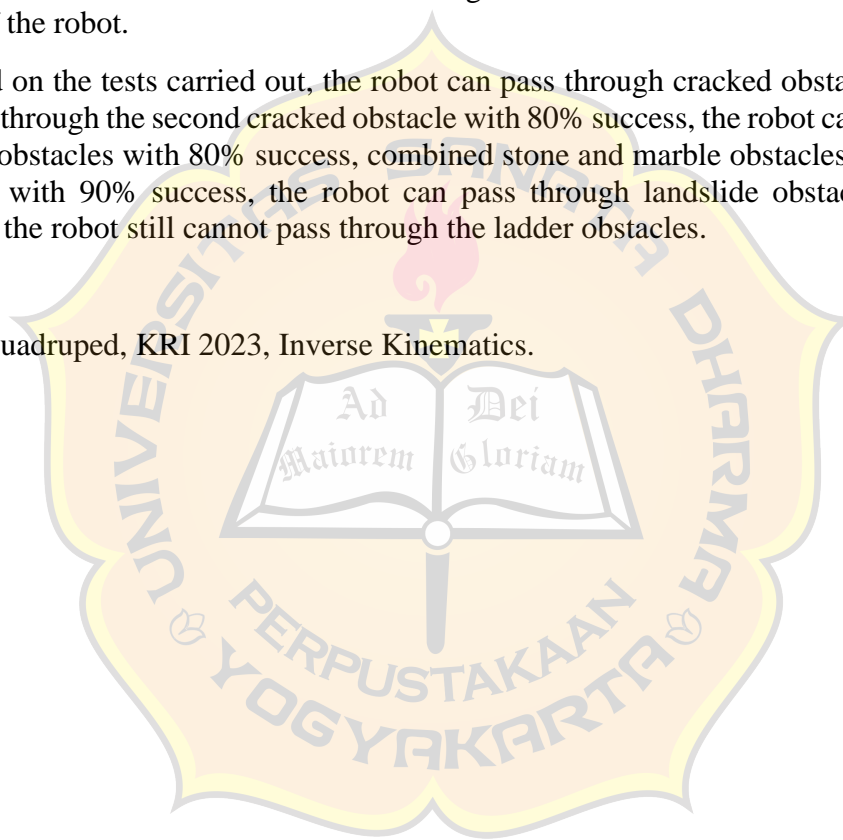 the robot.
on the tests carried out, the robot can pass through cracked
through the second cracked obstacle with 80% success, the robot
obstacles with 80% success, combined stone and marble obstacles
with 90% success, the robot can pass through landslide
the robot still cannot pass through the ladder obstacles.
uadruped, KRI 2023, Inverse Kinematics.
UNIVERSITAS SANATA DHARMA
Ad Maiorem
Dei Gloriam
PERPUSTAKAAN
YOGYAKARTA